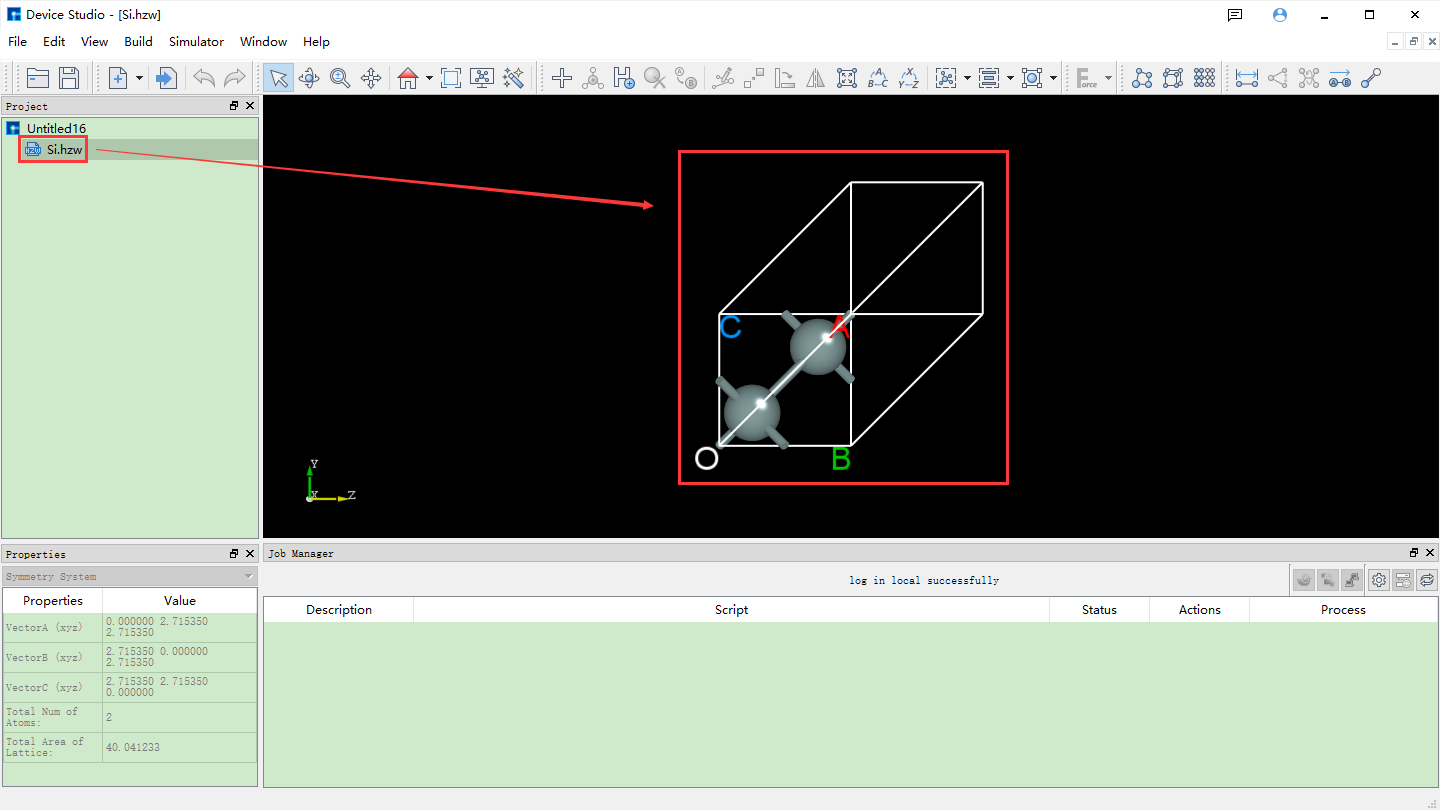 Device Studio - [Si.hzw]
File Edit View Build Simulator Window Help
Force
Project
Untitled16
Si.hzw
C
A
O
B
Y
X
Z
Properties
Symmetry System
Properties Value
VectorA (xyz) 0.000000 2.715350
2.715350
VectorB (xyz) 2.715350 0.000000
2.715350
VectorC (xyz) 2.715350 2.715350
0.000000
Total Num of
Atoms: 2
Total Area of
Lattice: 40.041233
Job Manager
log in local successfully
Description Script Status Actions Process